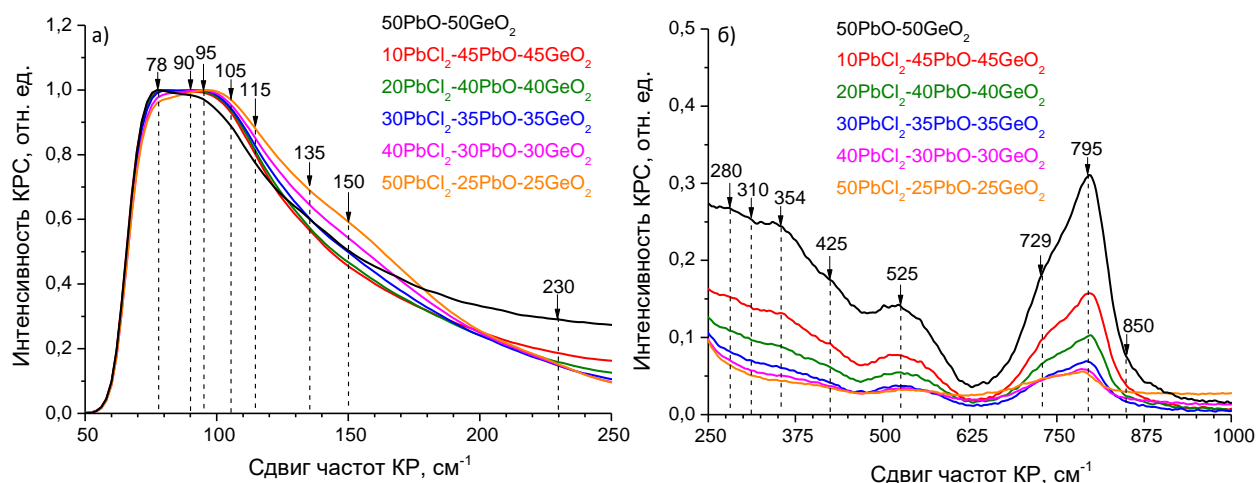 а)
Интенсивность КРС, отн. ед.
1,2
1,0
0,8
0,6
0,4
0,2
0,0
50
100
150
200
250
Сдвиг частот КР, см⁻¹
78
90
95
105
115
135
150
230
50PbO-50GeO₂
10PbCl₂-45PbO-45GeO₂
20PbCl₂-40PbO-40GeO₂
30PbCl₂-35PbO-35GeO₂
40PbCl₂-30PbO-30GeO₂
50PbCl₂-25PbO-25GeO₂
б)
Интенсивность КРС, отн. ед.
0,5
0,4
0,3
0,2
0,1
0,0
250
375
500
625
750
875
1000
Сдвиг частот КР, см⁻¹
280
310
354
425
525
729
795
850
50PbO-50GeO₂
10PbCl₂-45PbO-45GeO₂
20PbCl₂-40PbO-40GeO₂
30PbCl₂-35PbO-35GeO₂
40PbCl₂-30PbO-30GeO₂
50PbCl₂-25PbO-25GeO₂